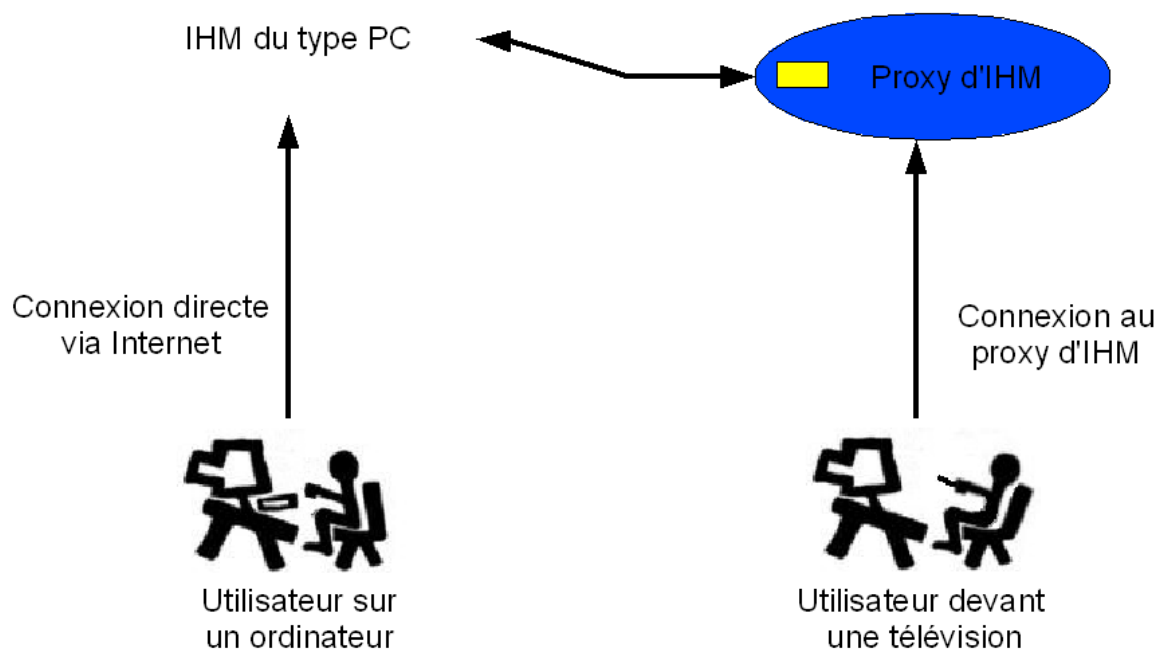 IHM du type PC
Proxy d'IHM
Connexion directe
via Internet
Connexion au
proxy d'IHM
Utilisateur sur
un ordinateur
Utilisateur devant
une télévision